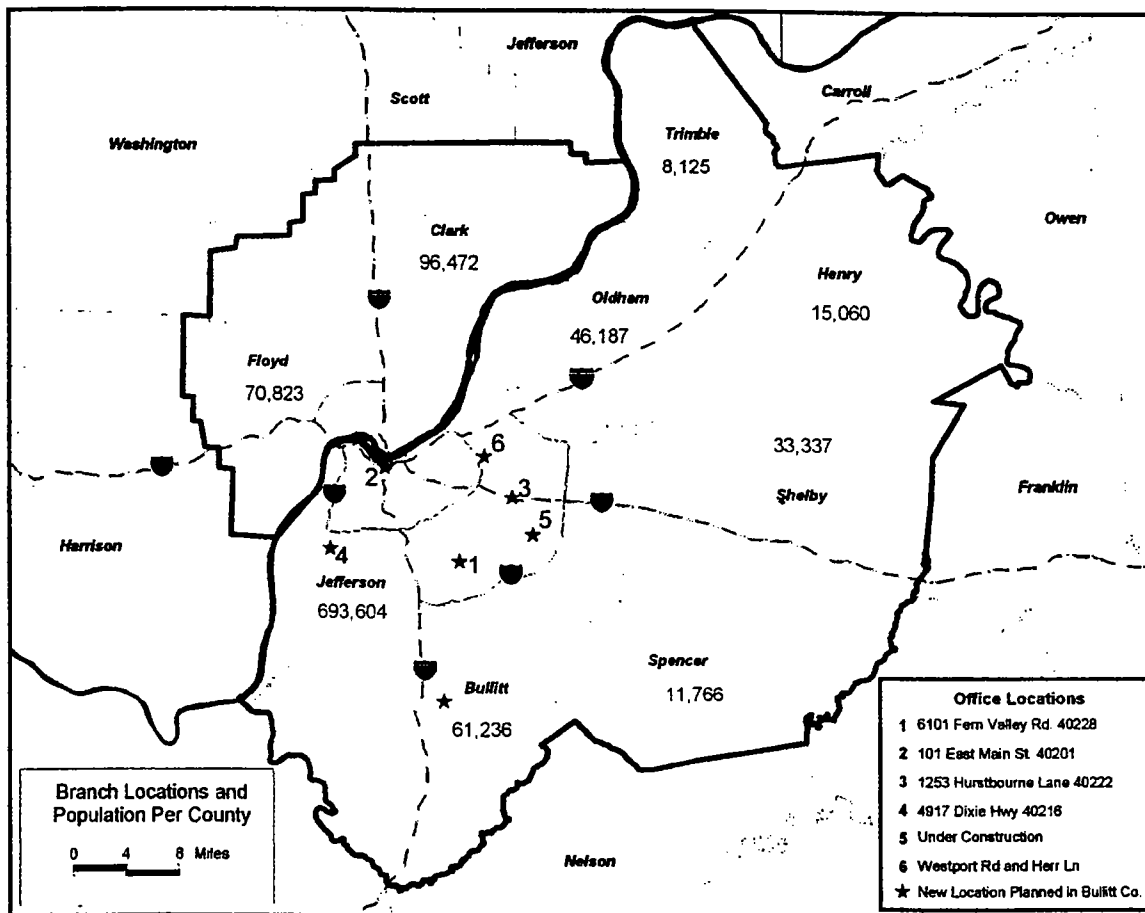 Jefferson
Scott
Carroll
Washington
Trimble
8,125
Owen
Clark
96,472
Henry
15,060
Oldham
46,187
Floyd
70,823
6
33,337
2
3
Shelby
Franklin
5
Harrison
4
1
Jefferson
693,604
Spencer
11,766
Bullitt
61,236
Nelson
Branch Locations and
Population Per County
0 4 8 Miles
Office Locations
1 6101 Fern Valley Rd. 40228
2 101 East Main St. 40201
3 1253 Hurstbourne Lane 40222
4 4917 Dixie Hwy 40216
5 Under Construction
6 Westport Rd and Herr Ln
★ New Location Planned in Bullitt Co.